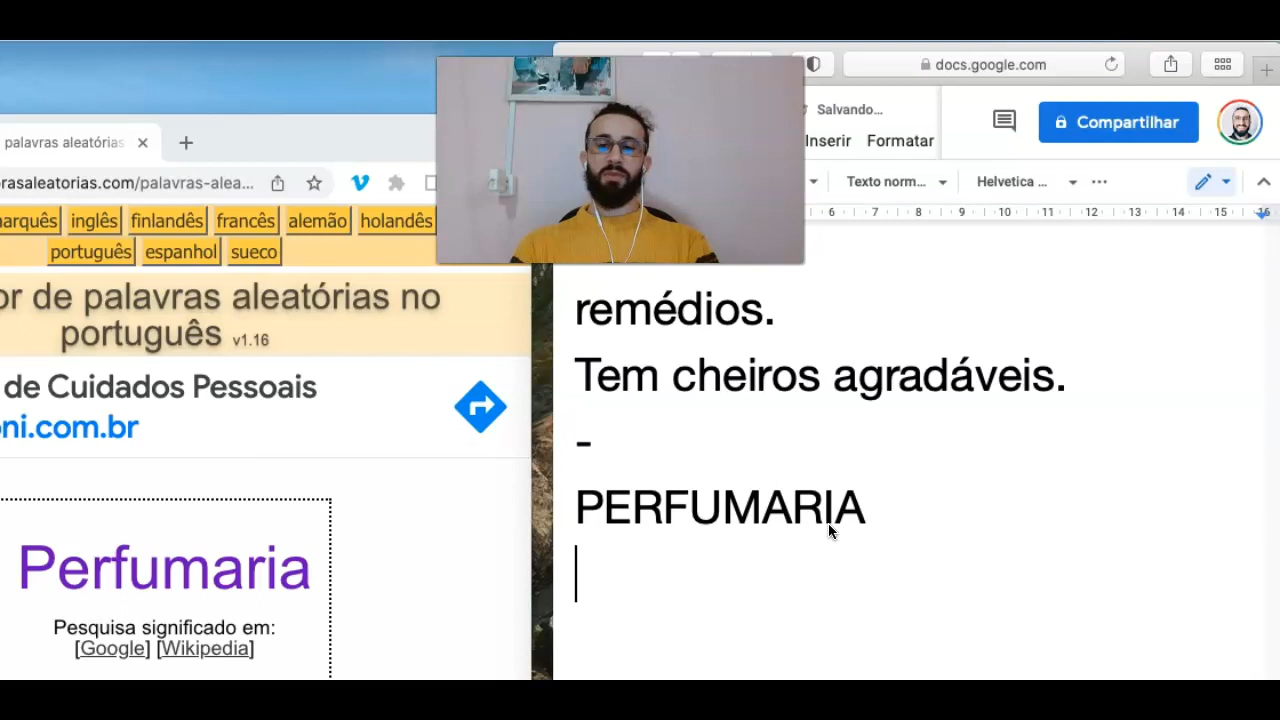 palavras aleatórias
rasaleatorias.com/palavras-alea...
arquês inglês finlandês francês alemão holandês
português espanhol sueco
or de palavras aleatórias no
português v1.16
de Cuidados Pessoais
oni.com.br
Perfumaria
Pesquisa significado em:
[Google] [Wikipedia]
docs.google.com
Salvando...
Compartilhar
Inserir Formatar
Texto norm... Helvetica ...
6 7 8 9 10 11 12 13 14 15 16
remédios.
Tem cheiros agradáveis.
-
PERFUMARIA